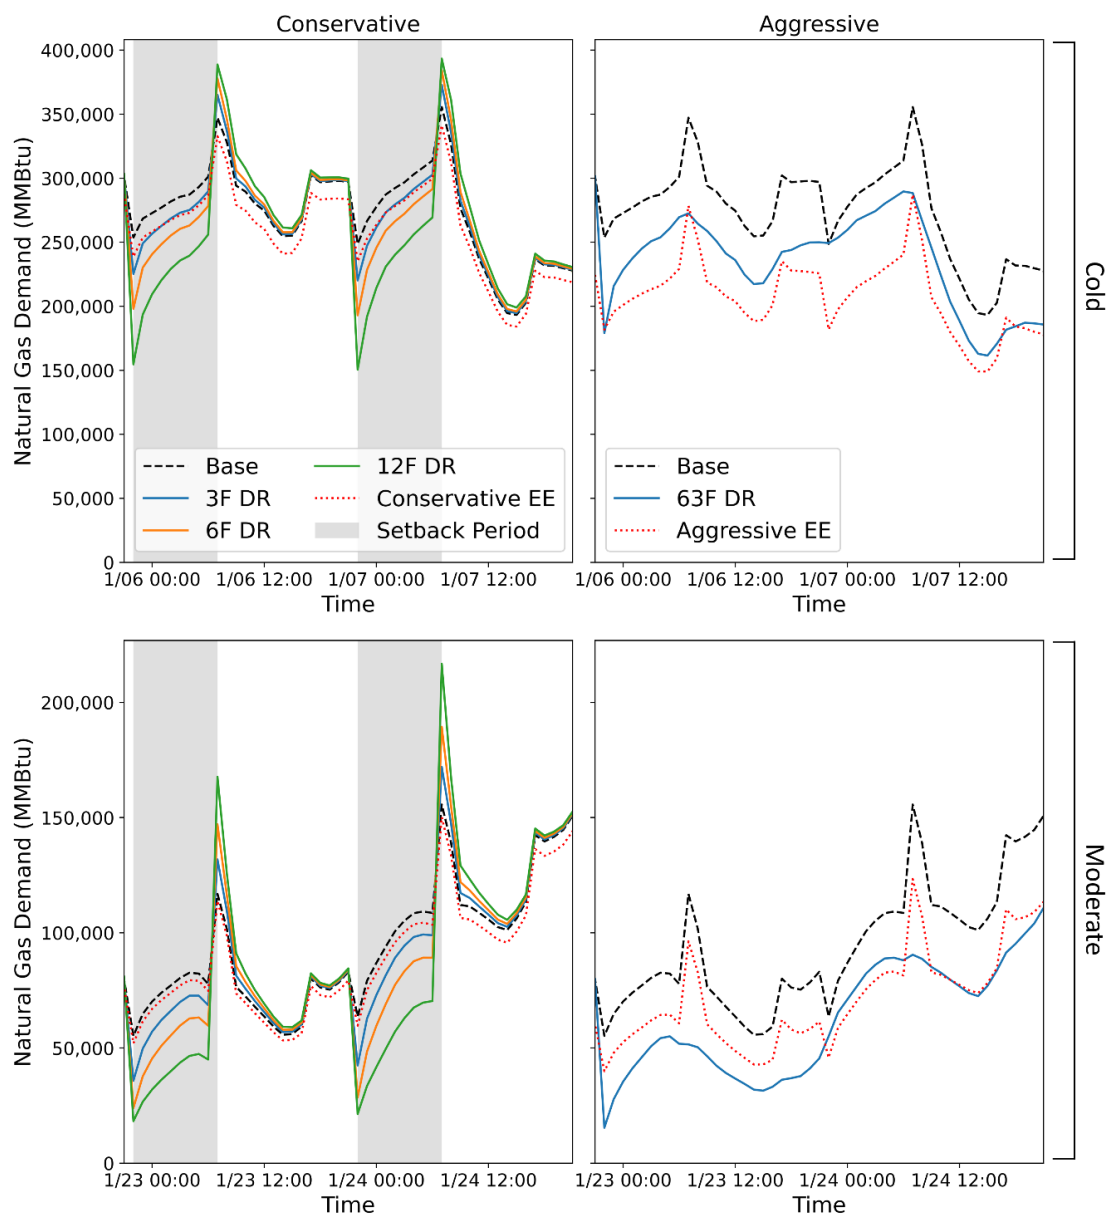 Conservative
Aggressive
Natural Gas Demand (MMBtu)
400,000
350,000
300,000
250,000
200,000
150,000
100,000
50,000
0
Base
3F DR
6F DR
12F DR
Conservative EE
Setback Period
1/06 00:00
1/06 12:00
1/07 00:00
1/07 12:00
Time
Base
63F DR
Aggressive EE
1/06 00:00
1/06 12:00
1/07 00:00
1/07 12:00
Time
Cold
Natural Gas Demand (MMBtu)
200,000
150,000
100,000
50,000
0
1/23 00:00
1/23 12:00
1/24 00:00
1/24 12:00
Time
1/23 00:00
1/23 12:00
1/24 00:00
1/24 12:00
Time
Moderate